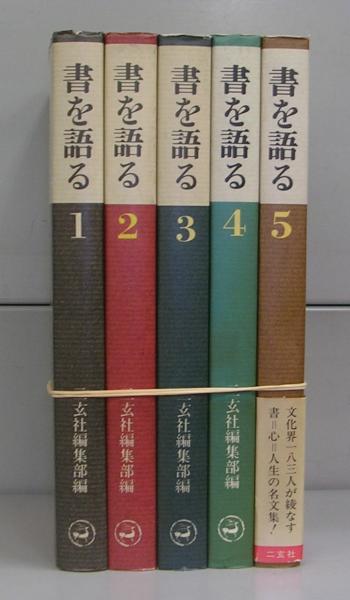 書を語る
1
二玄社編集部編
書を語る
2
二玄社編集部編
書を語る
3
二玄社編集部編
書を語る
4
二玄社編集部編
書を語る
5
文化界一八三人が綾なす
書=心=人生の名文集!
二玄社